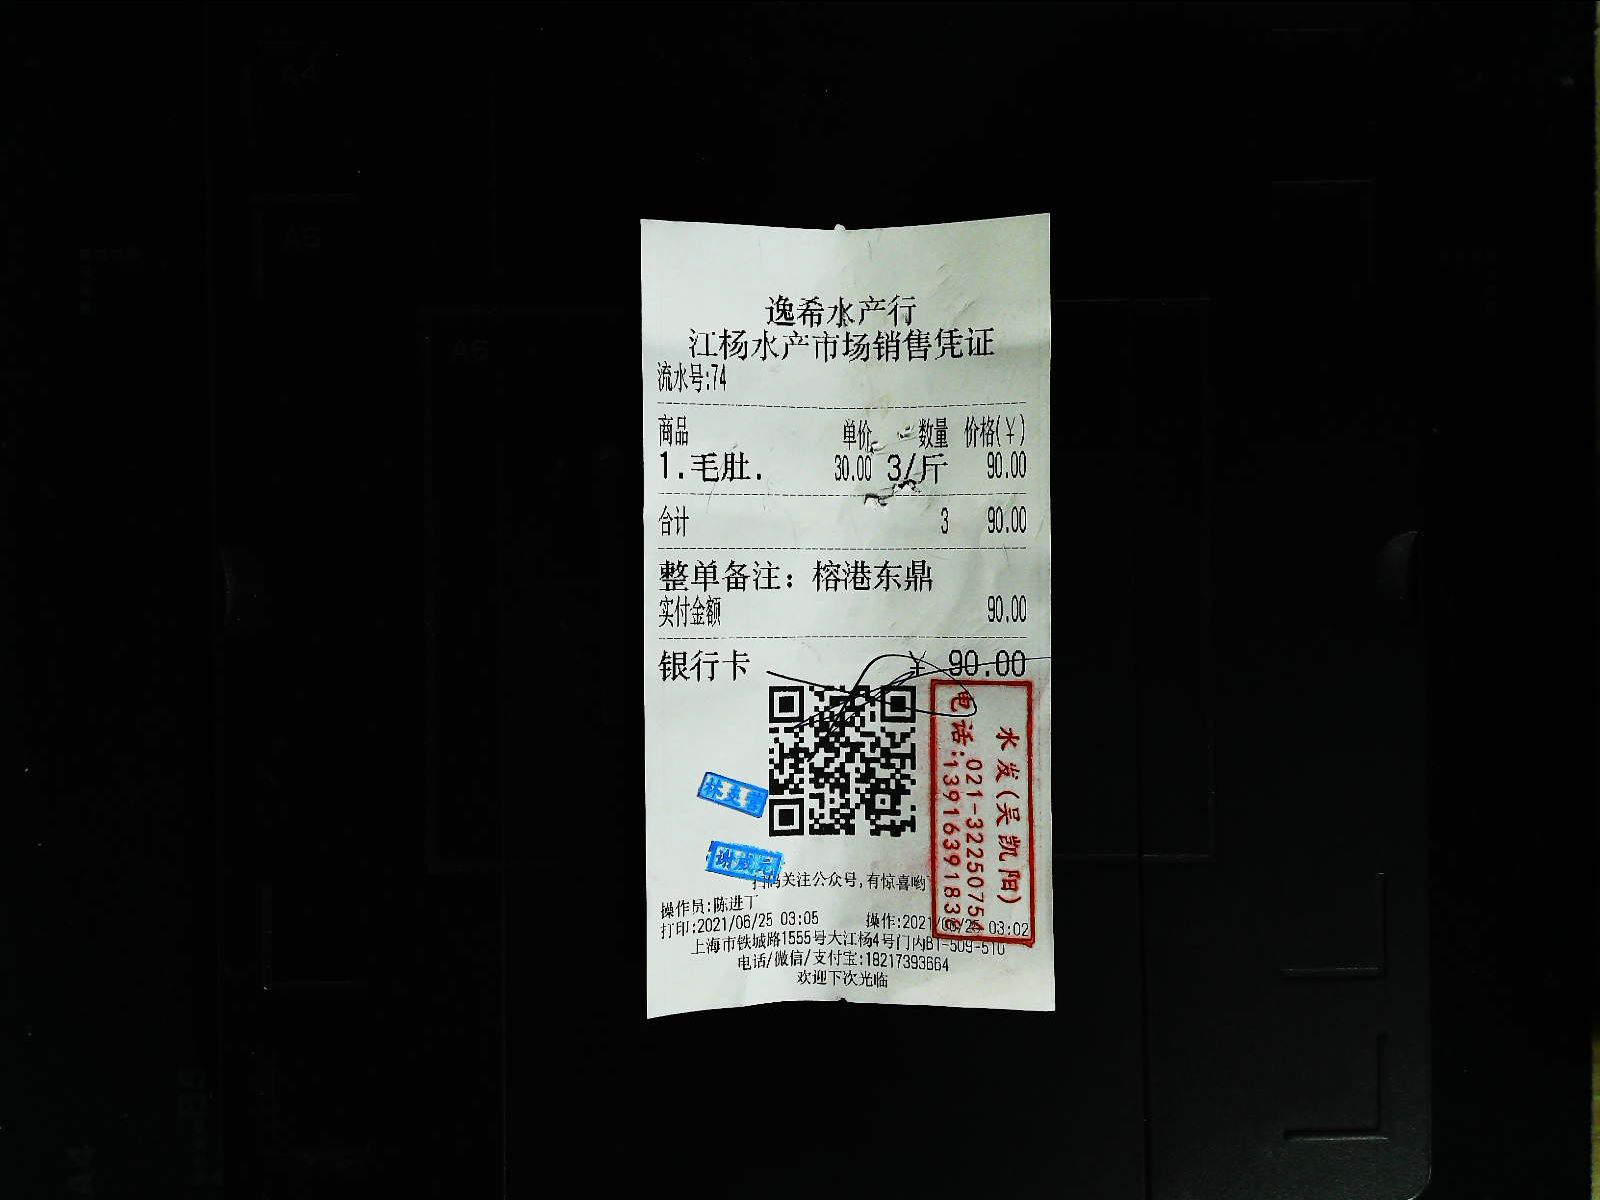 逸希水产行
江杨水产市场销售凭证
流水号:74
商品 单价 数量 价格(¥)
1.毛肚. 30.00 3/斤 90.00
合计 3 90.00
整单备注：榕港东鼎
实付金额 90.00
银行卡 ¥ 90.00
水发(吴凯阳)
电话:021-32250754
13916391836
扫码关注公众号,有惊喜哟
操作员:陈进丁
打印:2021/06/25 03:05 操作:2021/06/25 03:02
上海市铁城路1555号大江杨4号门内B1-509-510
电话/微信/支付宝:18217393664
欢迎下次光临
A4
A5
A6
B5
A4